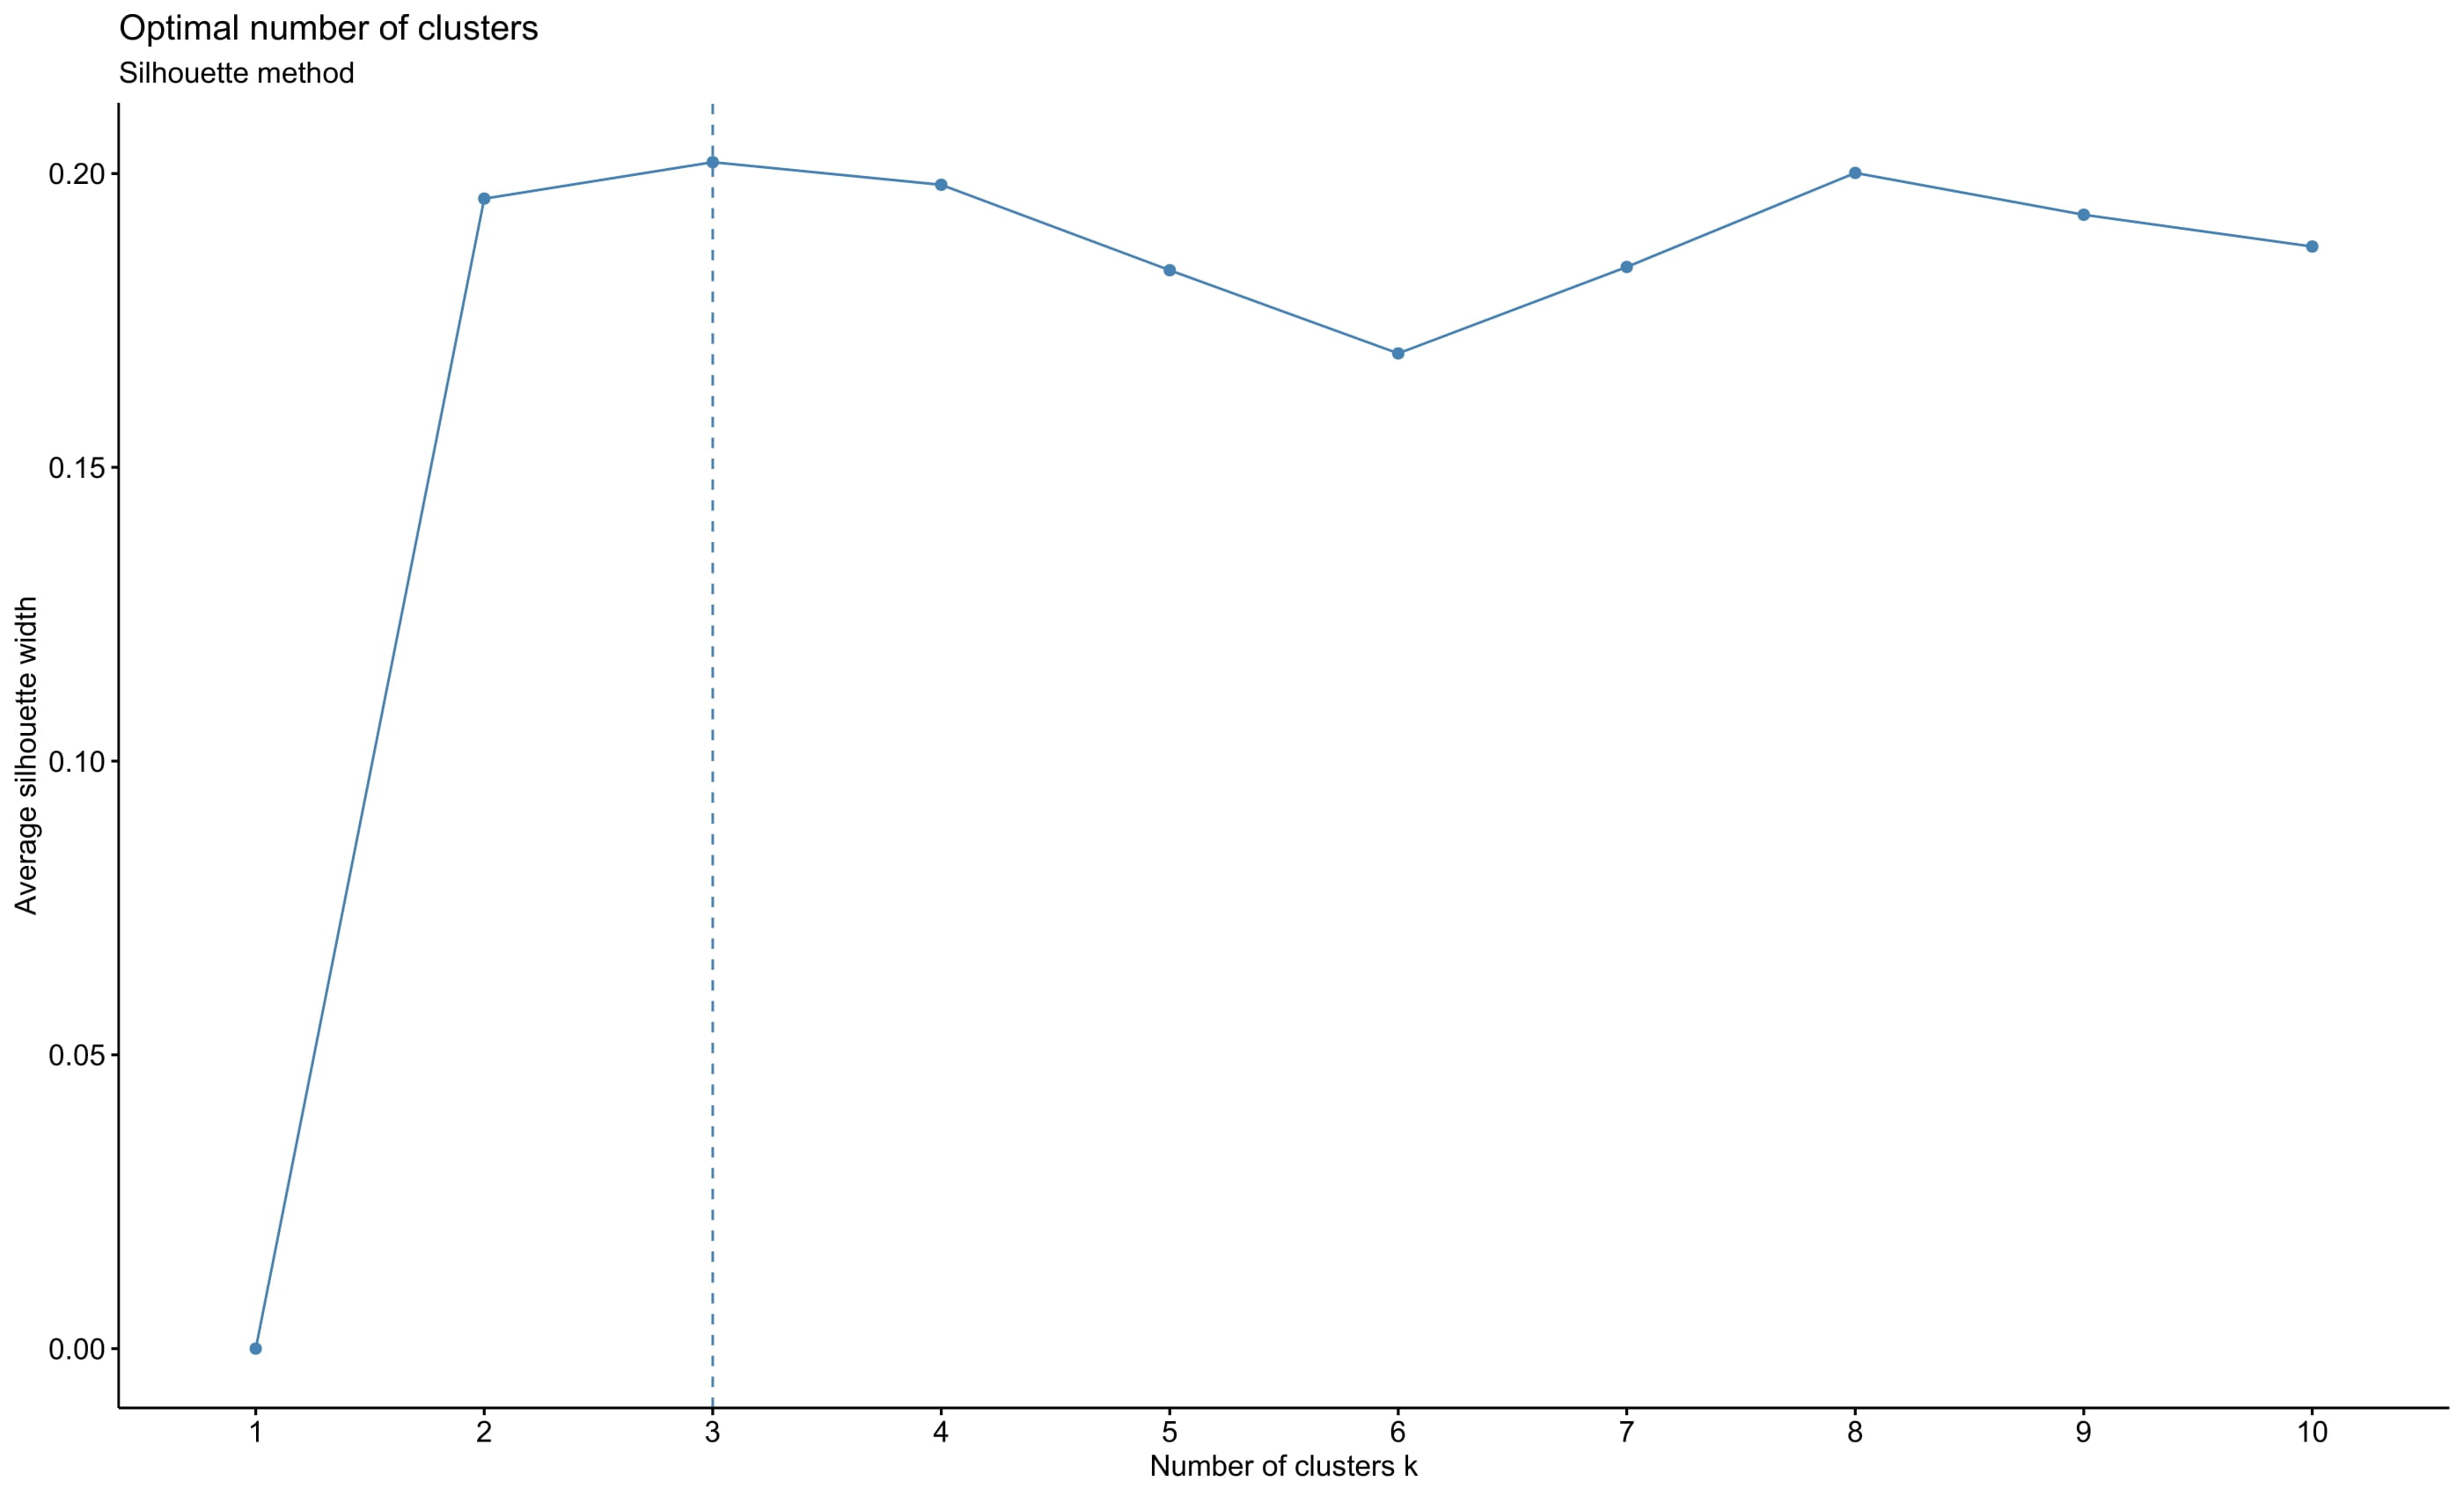 Optimal number of clusters
Silhouette method
Average silhouette width
0.20
0.15
0.10
0.05
0.00
1 2 3 4 5 6 7 8 9 10
Number of clusters k